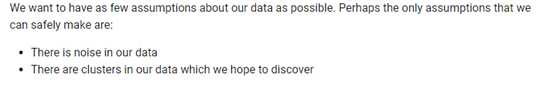 We want to have as few assumptions about our data as possible. Perhaps the only assumptions that we
can safely make are:
• There is noise in our data
• There are clusters in our data which we hope to discover